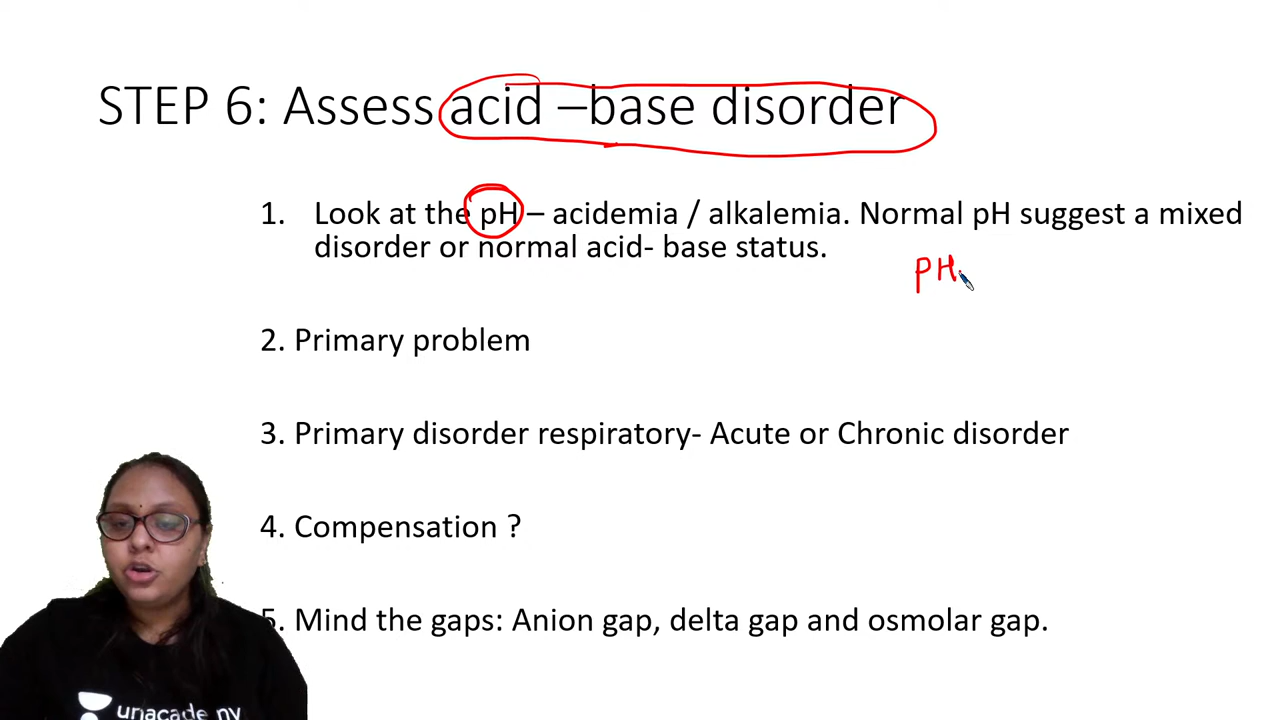 STEP 6: Assess acid –base disorder
1. Look at the pH – acidemia / alkalemia. Normal pH suggest a mixed
disorder or normal acid- base status.
PH
2. Primary problem
3. Primary disorder respiratory- Acute or Chronic disorder
4. Compensation ?
5. Mind the gaps: Anion gap, delta gap and osmolar gap.
unacademy